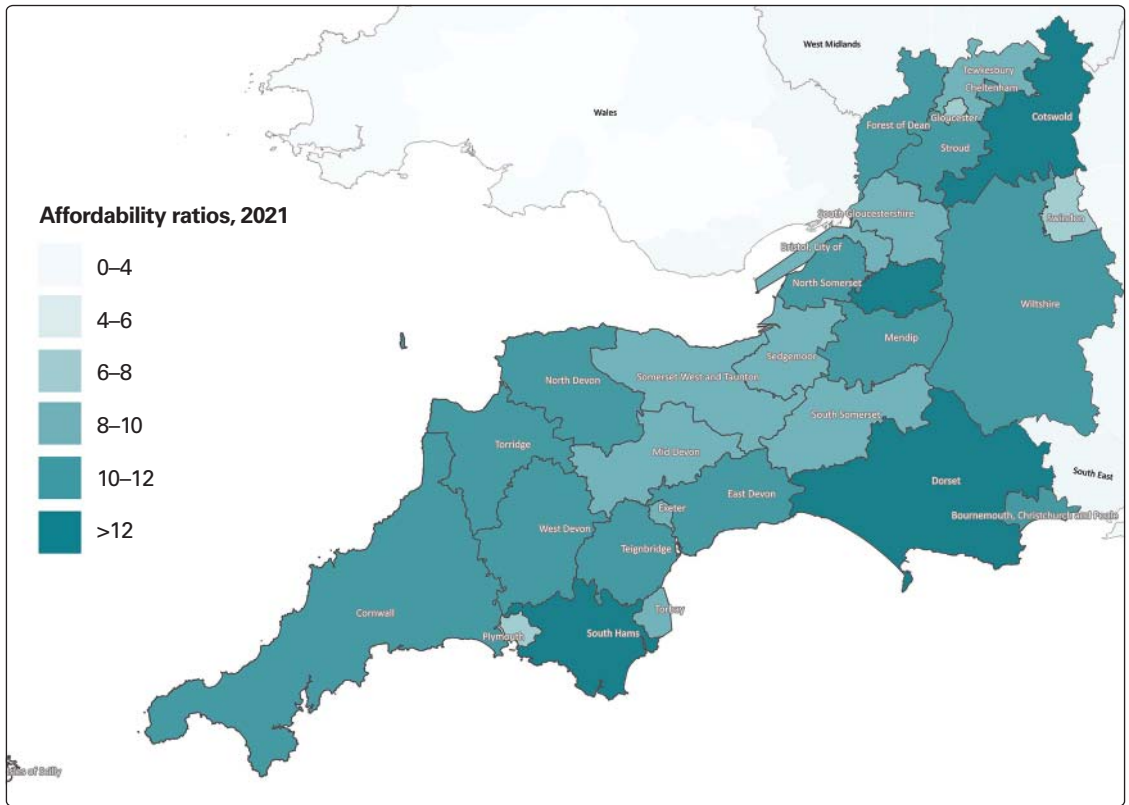 West Midlands
Wales
Tewkesbury
Cheltenham
Gloucester
Cotswold
Forest of Dean
Stroud
Affordability ratios, 2021
0–4
4–6
6–8
8–10
10–12
>12
South Gloucestershire
Swindon
Bristol, City of
North Somerset
Wiltshire
Mendip
Sedgemoor
North Devon
Somerset West and Taunton
South Somerset
Torridge
Mid Devon
South East
Dorset
East Devon
Exeter
Bournemouth, Christchurch and Poole
West Devon
Teignbridge
Cornwall
Torbay
Plymouth
South Hams
Isles of Scilly